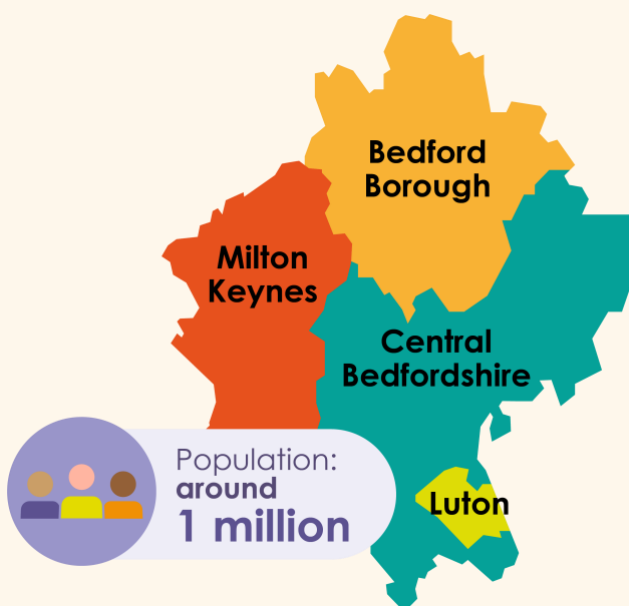 Bedford
Borough
Milton
Keynes
Central
Bedfordshire
Population:
around
1 million
Luton